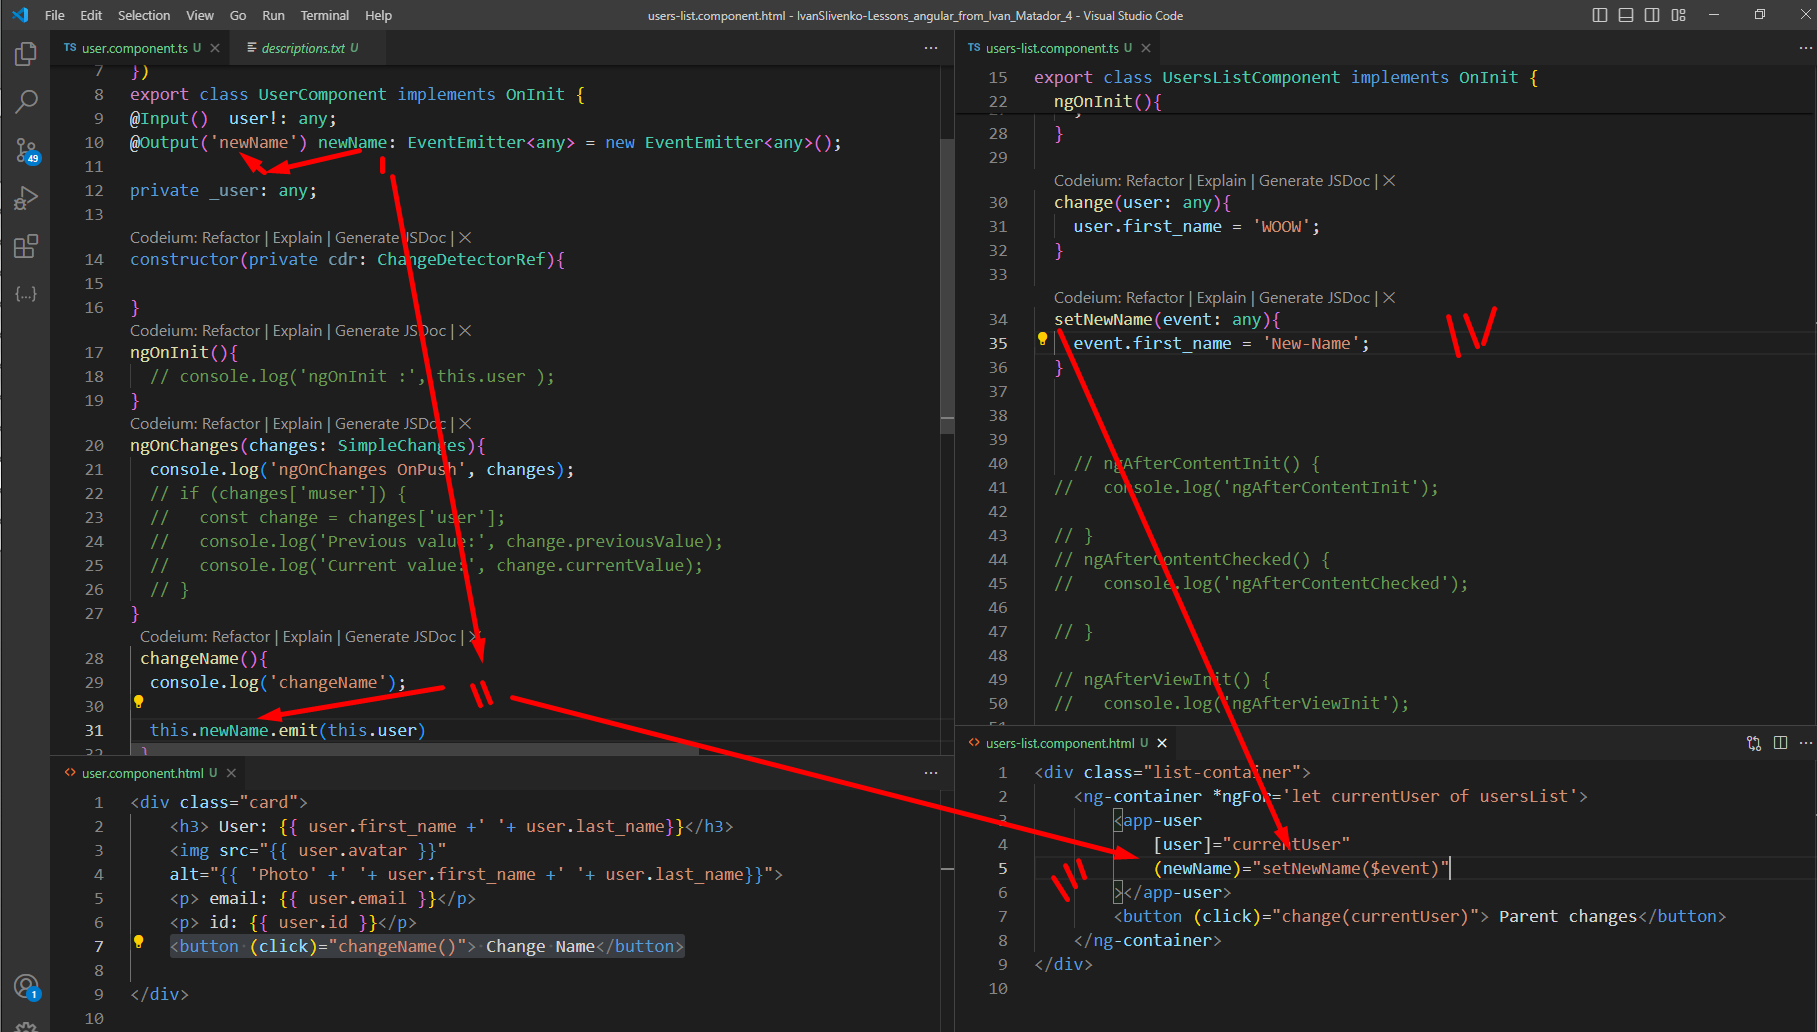 File Edit Selection View Go Run Terminal Help
users-list.component.html - IvanSlivenko-Lessons_angular_from_Ivan_Matador_4 - Visual Studio Code
TS user.component.ts U
descriptions.txt U
7 })
8 export class UserComponent implements OnInit {
9 @Input()  user!: any;
10 @Output('newName') newName: EventEmitter<any> = new EventEmitter<any>();
11
12 private _user: any;
13
Codeium: Refactor | Explain | Generate JSDoc | ×
14 constructor(private cdr: ChangeDetectorRef){
15
16 }
Codeium: Refactor | Explain | Generate JSDoc | ×
17 ngOnInit(){
18   // console.log('ngOnInit :', this.user );
19 }
Codeium: Refactor | Explain | Generate JSDoc | ×
20 ngOnChanges(changes: SimpleChanges){
21   console.log('ngOnChanges OnPush', changes);
22   // if (changes['muser']) {
23   //   const change = changes['user'];
24   //   console.log('Previous value:', change.previousValue);
25   //   console.log('Current value:', change.currentValue);
26   // }
27 }
Codeium: Refactor | Explain | Generate JSDoc | ×
28  changeName(){
29   console.log('changeName');
30
31   this.newName.emit(this.user)
32  }
I
II
user.component.html U
1 <div class="card">
2     <h3> User: {{ user.first_name +' '+ user.last_name}}</h3>
3     <img src="{{ user.avatar }}"
4     alt="{{ 'Photo' +' '+ user.first_name +' '+ user.last_name}}">
5     <p> email: {{ user.email }}</p>
6     <p> id: {{ user.id }}</p>
7     <button (click)="changeName()"> Change Name</button>
8
9 </div>
10
TS users-list.component.ts U
15 export class UsersListComponent implements OnInit {
22   ngOnInit(){
28   }
29
Codeium: Refactor | Explain | Generate JSDoc | ×
30   change(user: any){
31     user.first_name = 'WOOW';
32   }
33
Codeium: Refactor | Explain | Generate JSDoc | ×
34   setNewName(event: any){
35     event.first_name = 'New-Name';
36   }
37
38
39
40     // ngAfterContentInit() {
41   //   console.log('ngAfterContentInit');
42
43   // }
44   // ngAfterContentChecked() {
45   //   console.log('ngAfterContentChecked');
46
47   // }
48
49   // ngAfterViewInit() {
50   //   console.log('ngAfterViewInit');
IV
users-list.component.html U
1 <div class="list-container">
2     <ng-container *ngFor='let currentUser of usersList'>
3         <app-user
4             [user]="currentUser"
5             (newName)="setNewName($event)"
6         ></app-user>
7         <button (click)="change(currentUser)"> Parent changes</button>
8     </ng-container>
9 </div>
10
III
49
1